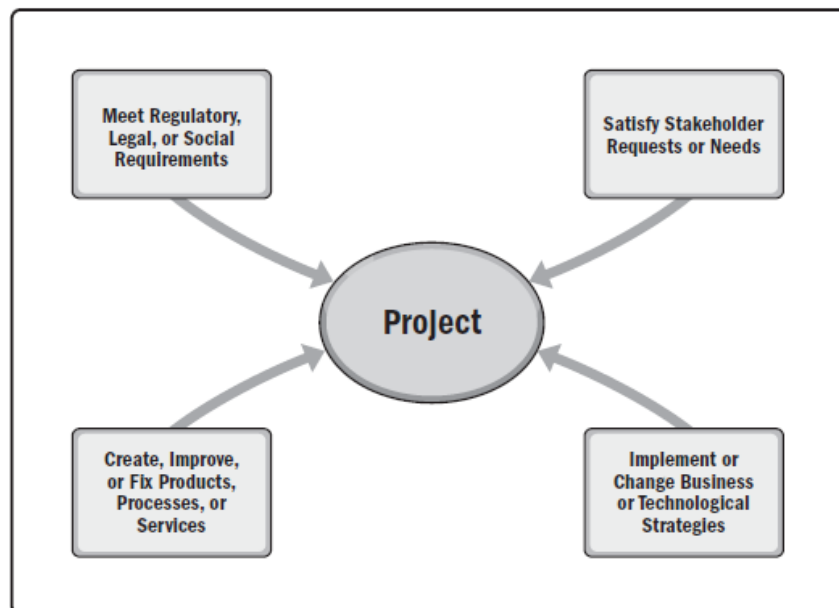 Meet Regulatory,
Legal, or Social
Requirements
Satisfy Stakeholder
Requests or Needs
Project
Create, Improve,
or Fix Products,
Processes, or
Services
Implement or
Change Business
or Technological
Strategies